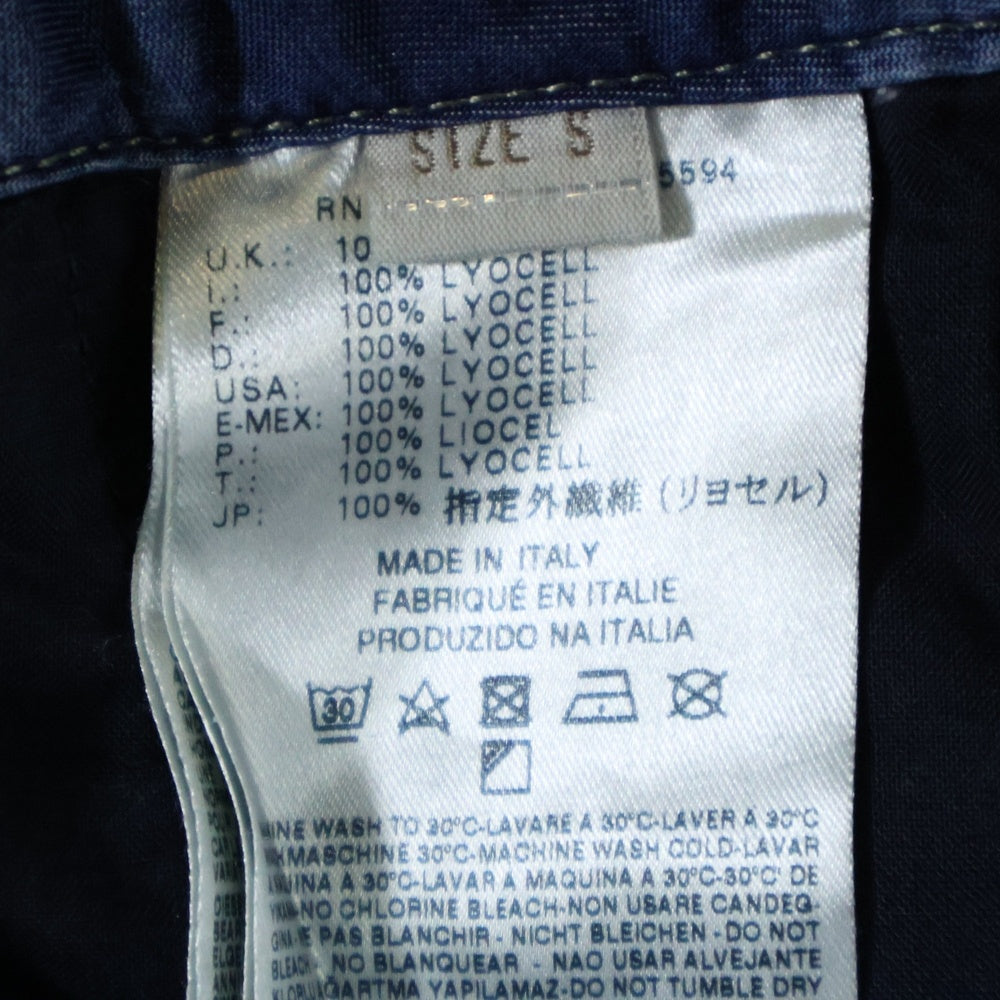 SIZE S
RN 5594
U.K.: 100% LYOCELL
I.: 100% LYOCELL
F.: 100% LYOCELL
D.: 100% LYOCELL
USA: 100% LYOCELL
E-MEX: 100% LYOCELL
P.: 100% LIOCEL
T.: 100% LYOCELL
JP: 100% 指定外繊維 (リヨセル)
MADE IN ITALY
FABRIQUÉ EN ITALIE
PRODUZIDO NA ITALIA
30
WASH TO 30°C-LAVARE A 30°C-LAVER A 30°C
MASCHINE 30°C-MACHINE WASH COLD-LAVAR
A 30°C-LAVAR A MAQUINA A 30°C-30°C' DE
NO CHLORINE BLEACH-NON USARE CANDEG-
PAS BLANCHIR - NICHT BLEICHEN - DO NOT
BLEACH - NO BLANQUEAR - NAO USAR ALVEJANTE
AĞARTMA YAPILAMAZ-DO NOT TUMBLE DRY